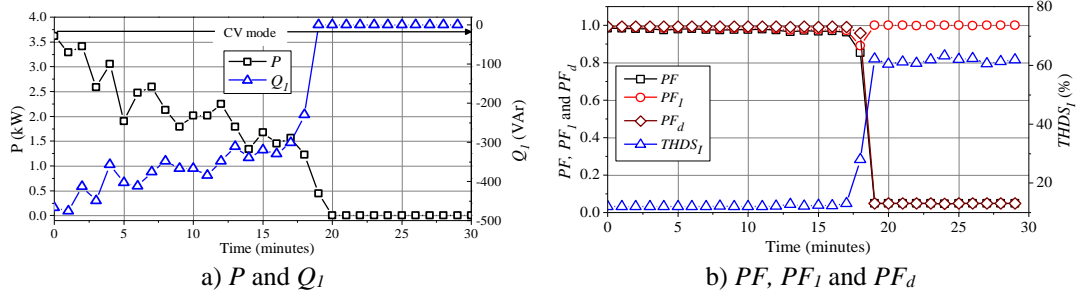 a)
CV mode
P
Q1
4.0
3.5
3.0
2.5
2.0
1.5
1.0
0.5
0.0
P (kW)
0
-100
-200
-300
-400
-500
Q1 (VAr)
0 5 10 15 20 25 30
Time (minutes)
a) P and Q1
b)
PF
PF1
PFd
THDSI
1.0
0.8
0.6
0.4
0.2
0.0
PF, PF1 and PFd
80
60
40
20
THDSI (%)
0 5 10 15 20 25 30
Time (minutes)
b) PF, PF1 and PFd